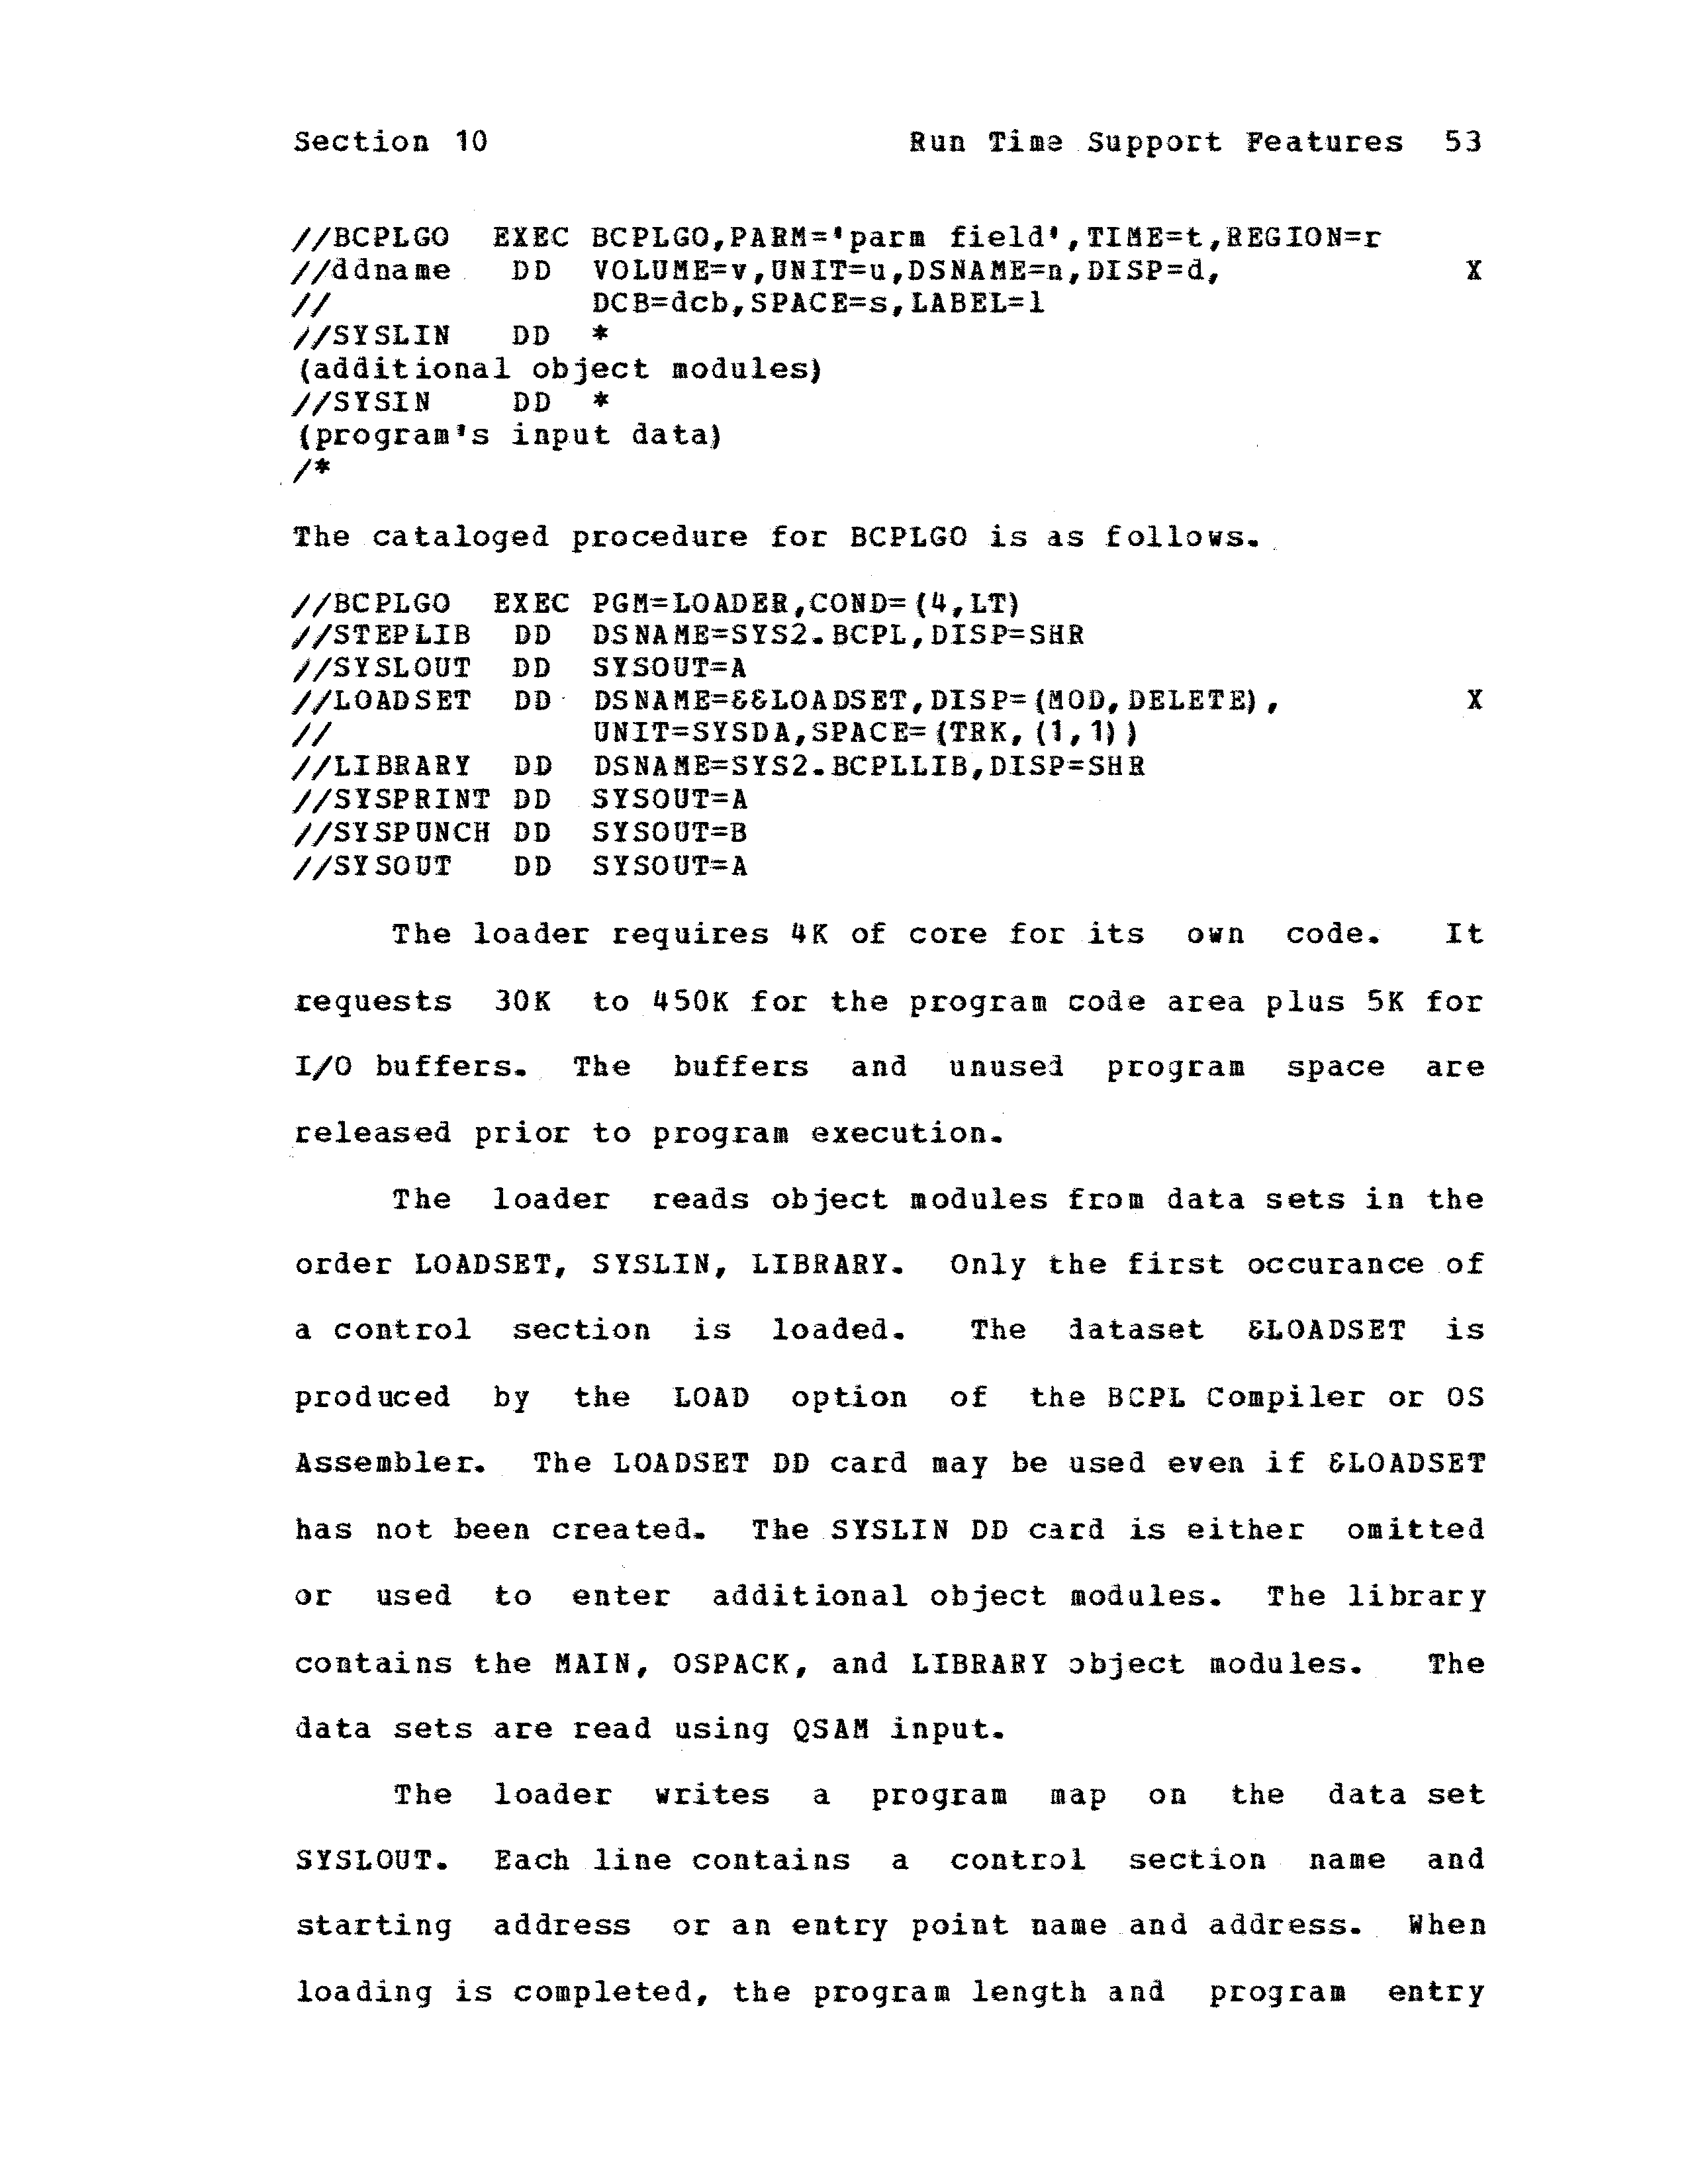 Section 10                     Run Time Support Features  53
//BCPLGO  EXEC BCPLGO,PARM='parm field',TIME=t,REGION=r
//ddname   DD  VOLUME=v,UNIT=u,DSNAME=n,DISP=d,            X
//             DCB=dcb,SPACE=s,LABEL=l
//SYSLIN   DD  *
(additional object modules)
//SYSIN    DD  *
(program's input data)
/*
The cataloged procedure for BCPLGO is as follows.
//BCPLGO  EXEC PGM=LOADER,COND=(4,LT)
//STEPLIB  DD  DSNAME=SYS2.BCPL,DISP=SHR
//SYSLOUT  DD  SYSOUT=A
//LOADSET  DD  DSNAME=&&LOADSET,DISP=(MOD,DELETE),         X
//             UNIT=SYSDA,SPACE=(TRK,(1,1))
//LIBRARY  DD  DSNAME=SYS2.BCPLLIB,DISP=SHR
//SYSPRINT DD  SYSOUT=A
//SYSPUNCH DD  SYSOUT=B
//SYSOUT   DD  SYSOUT=A
The loader requires 4K of core for its own code. It
requests 30K to 450K for the program code area plus 5K for
I/O buffers. The buffers and unused program space are
released prior to program execution.
The loader reads object modules from data sets in the
order LOADSET, SYSLIN, LIBRARY. Only the first occurance of
a control section is loaded. The dataset &LOADSET is
produced by the LOAD option of the BCPL Compiler or OS
Assembler. The LOADSET DD card may be used even if &LOADSET
has not been created. The SYSLIN DD card is either omitted
or used to enter additional object modules. The library
contains the MAIN, OSPACK, and LIBRARY object modules. The
data sets are read using QSAM input.
The loader writes a program map on the data set
SYSLOUT. Each line contains a control section name and
starting address or an entry point name and address. When
loading is completed, the program length and program entry